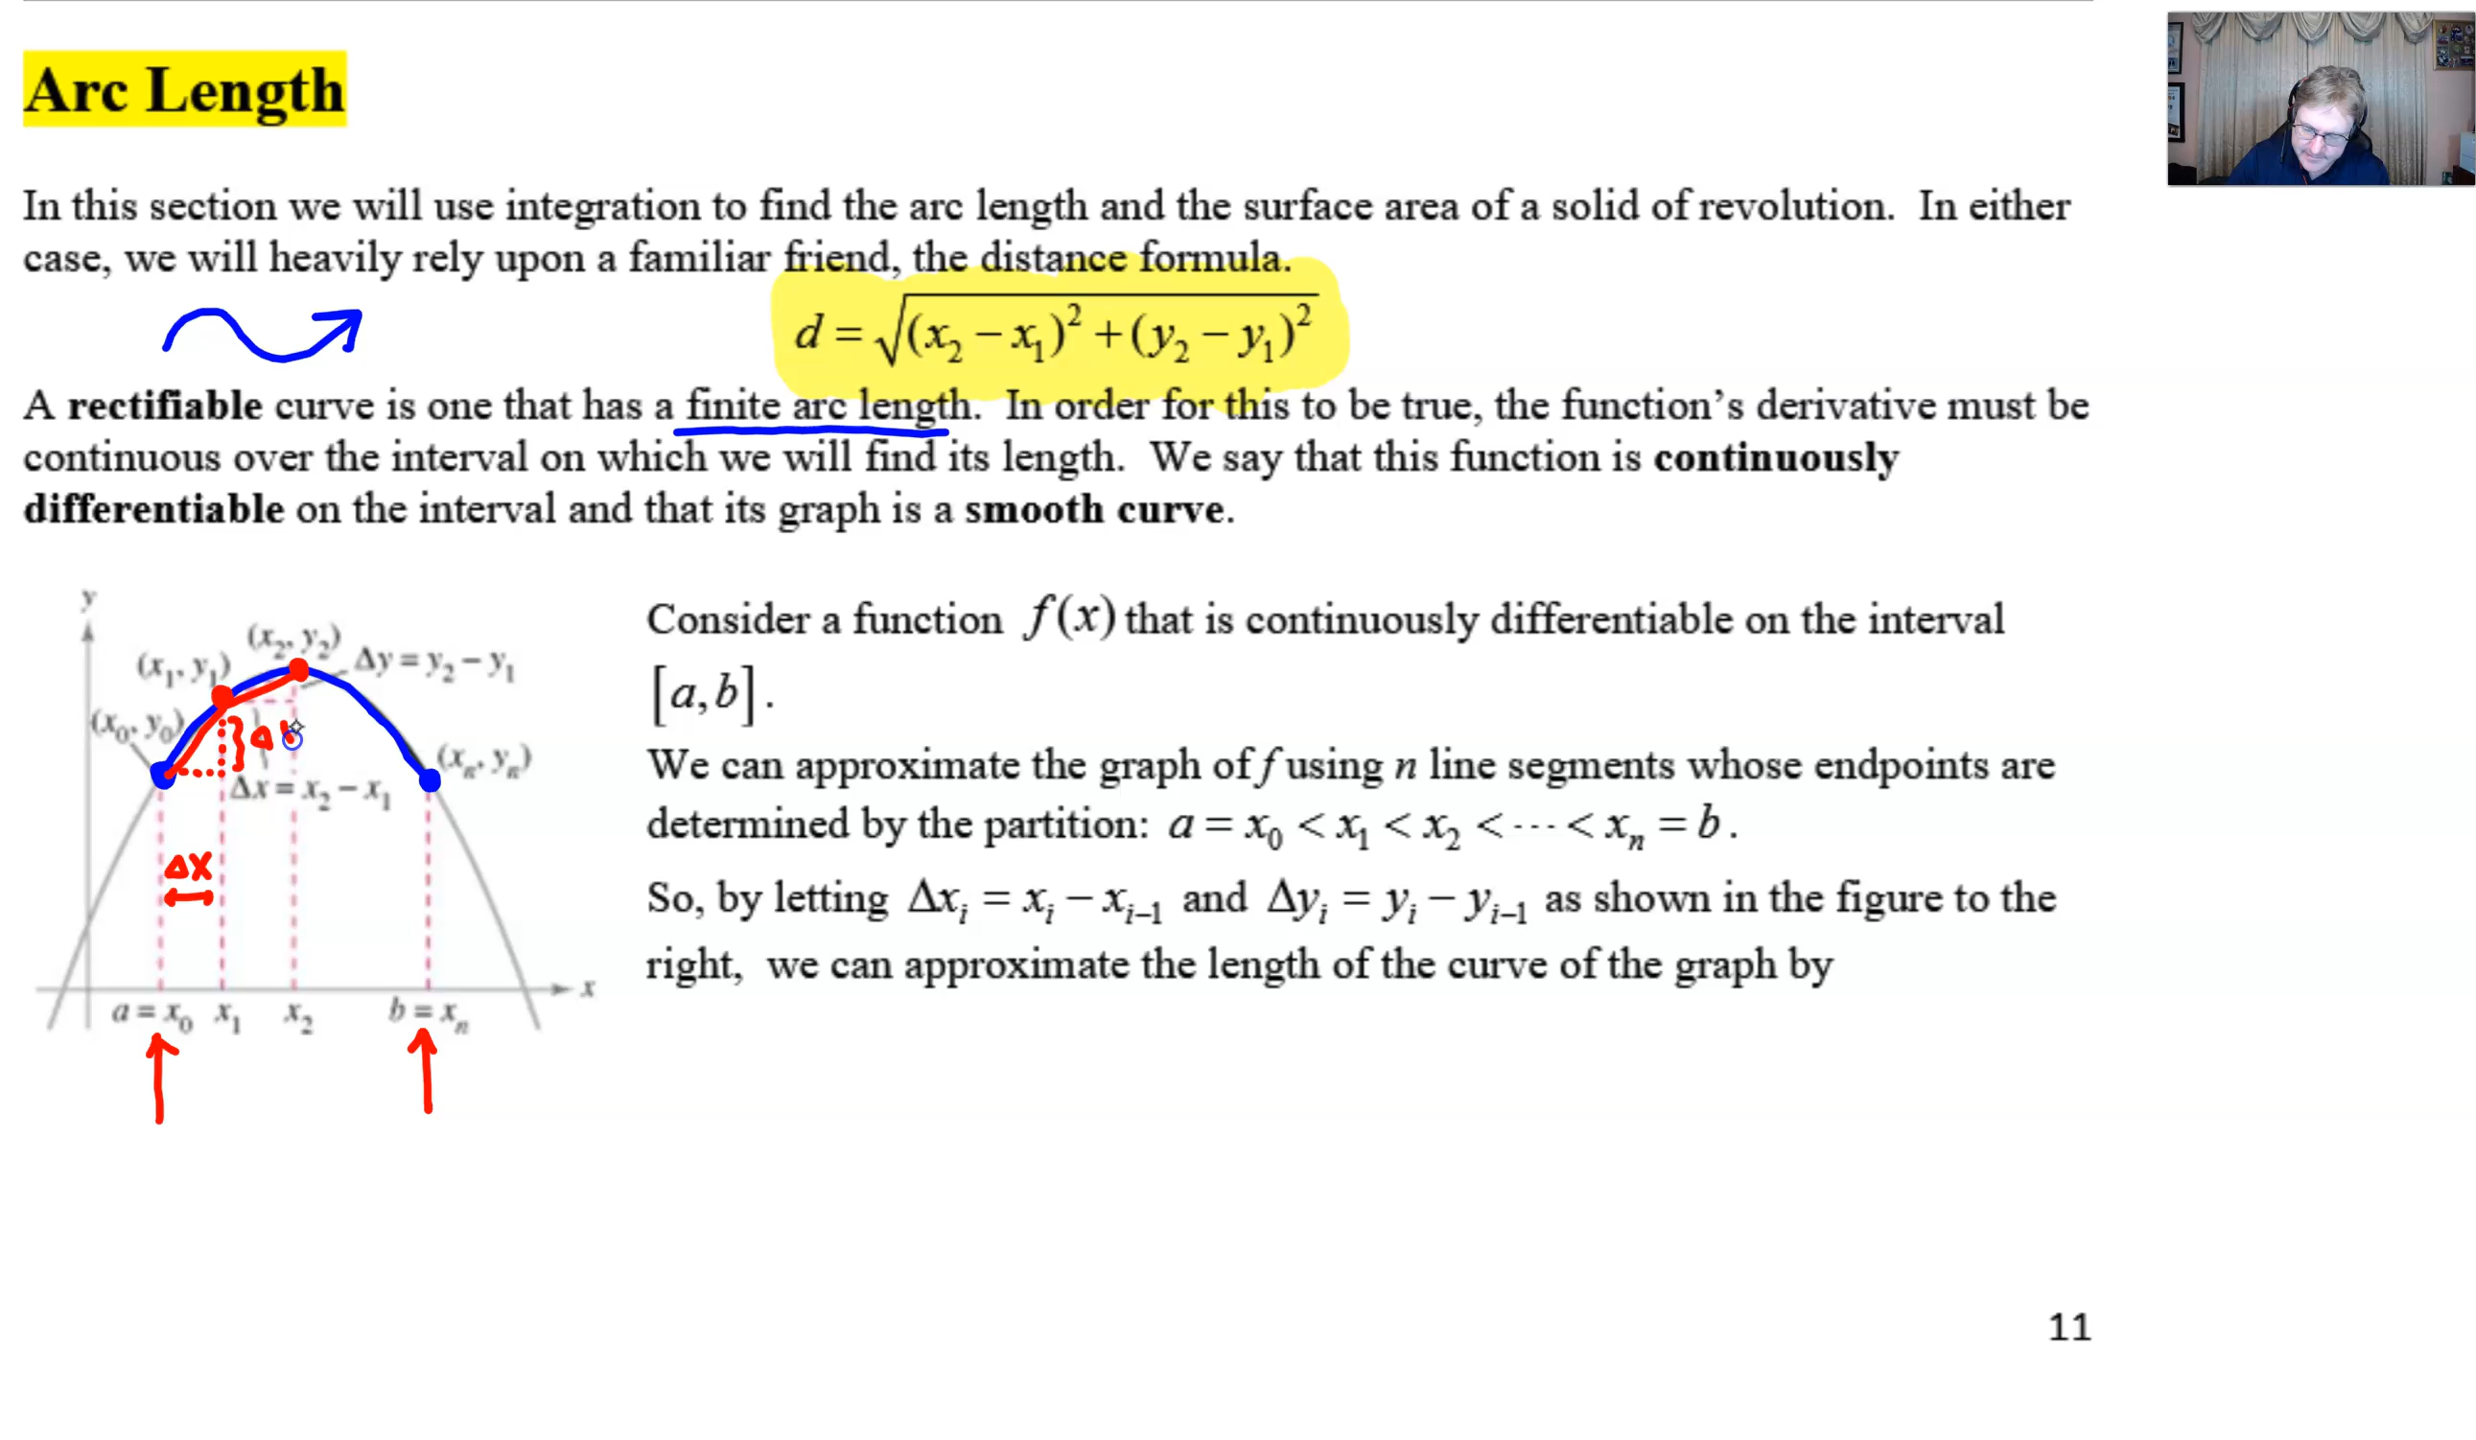 Arc Length
In this section we will use integration to find the arc length and the surface area of a solid of revolution. In either
case, we will heavily rely upon a familiar friend, the distance formula.
d = √(x₂ − x₁)² + (y₂ − y₁)²
A rectifiable curve is one that has a finite arc length. In order for this to be true, the function’s derivative must be
continuous over the interval on which we will find its length. We say that this function is continuously
differentiable on the interval and that its graph is a smooth curve.
y
(x₂, y₂)
(x₁, y₁)
Δy = y₂ − y₁
(x₀, y₀)
Δ
(xₙ, yₙ)
Δx = x₂ − x₁
ΔX
x
a = x₀ x₁ x₂ b = xₙ
Consider a function f(x) that is continuously differentiable on the interval
[a,b].
We can approximate the graph of f using n line segments whose endpoints are
determined by the partition: a = x₀ < x₁ < x₂ < ··· < xₙ = b.
So, by letting Δxᵢ = xᵢ − xᵢ₋₁ and Δyᵢ = yᵢ − yᵢ₋₁ as shown in the figure to the
right, we can approximate the length of the curve of the graph by
11